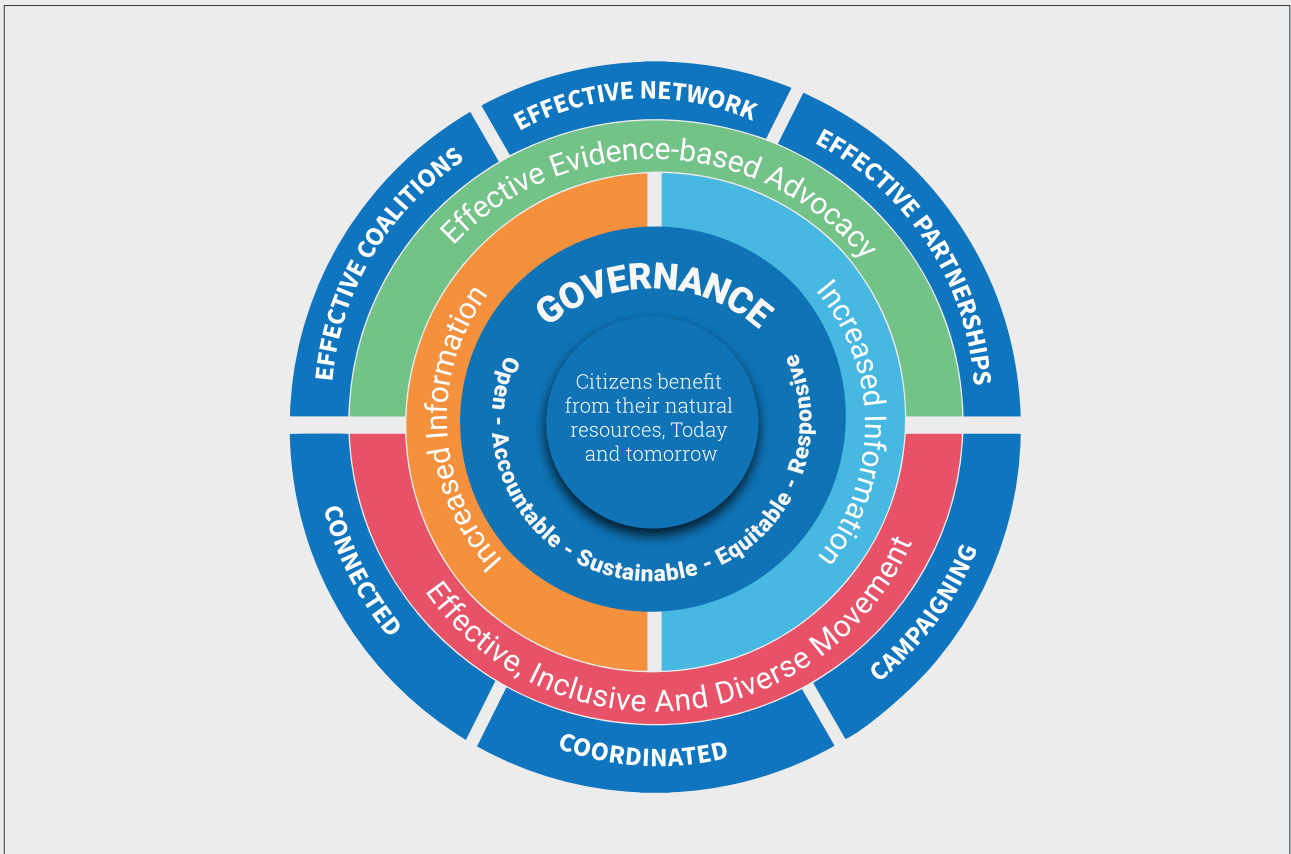 EFFECTIVE COALITIONS
EFFECTIVE NETWORK
EFFECTIVE PARTNERSHIPS
Effective Evidence-based Advocacy
Increased Information
Increased Information
GOVERNANCE
Open - Accountable - Sustainable - Equitable - Responsive
Citizens benefit
from their natural
resources, Today
and tomorrow
Effective, Inclusive And Diverse Movement
CONNECTED
COORDINATED
CAMPAIGNING